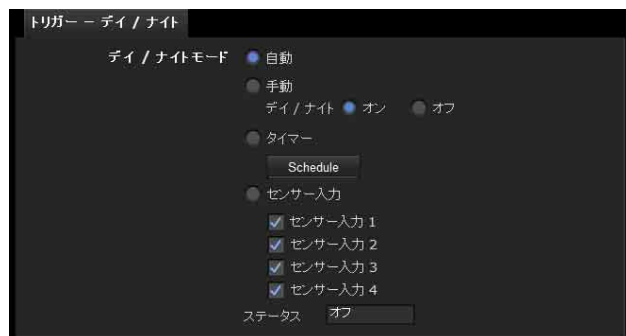 トリガー － デイ / ナイト
デイ / ナイトモード 自動
手動
デイ / ナイト オン オフ
タイマー
Schedule
センサー入力
センサー入力 1
センサー入力 2
センサー入力 3
センサー入力 4
ステータス オフ